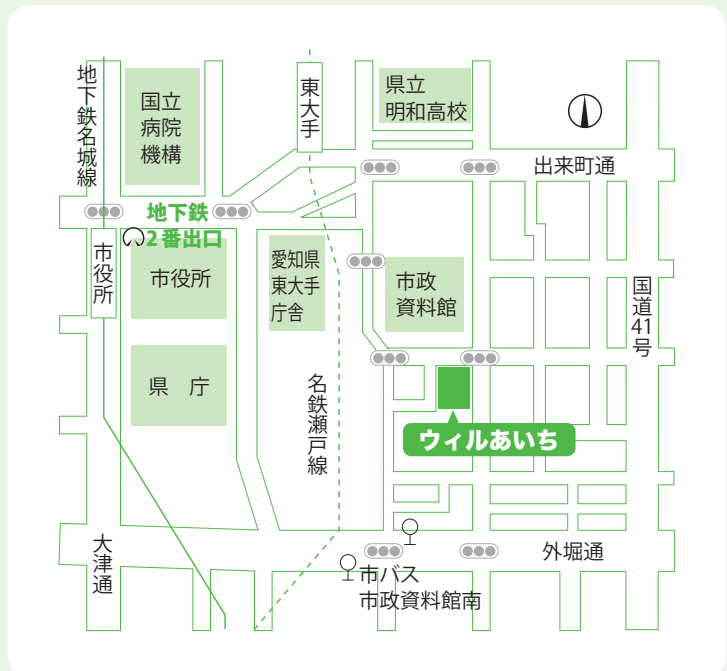 地下鉄名城線
国立
病院
機構
東大手
県立
明和高校
出来町通
地下鉄
2番出口
市役所
市役所
愛知県
東大手
庁舎
市政
資料館
国道41号
県 庁
名鉄瀬戸線
ウィルあいち
大津通
外堀通
市バス
市政資料館南